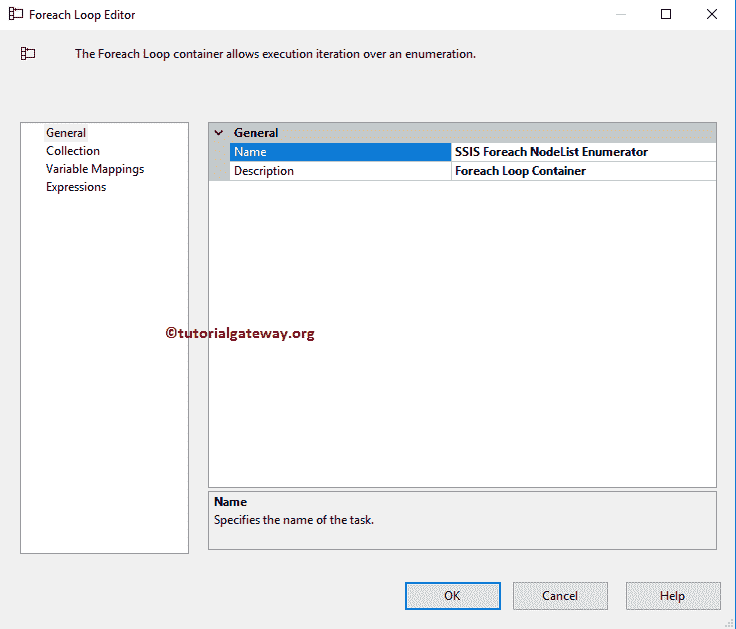 Foreach Loop Editor
The Foreach Loop container allows execution iteration over an enumeration.
General
Collection
Variable Mappings
Expressions
General
Name SSIS Foreach NodeList Enumerator
Description Foreach Loop Container
©tutorialgateway.org
Name
Specifies the name of the task.
OK Cancel Help